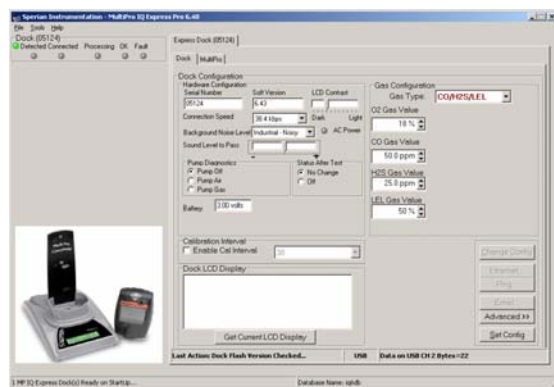 Sperian Instrumentation - MultiPro IQ Express Pro 6.40
File Tools Help
Dock (05124)
Detected Connected Processing OK Fault
Express Dock (05124)
Dock MultiPro
Dock Configuration
Hardware Configuration
Serial Number Soft Version LCD Contrast
05124 6.43
Connection Speed 38.4 kbps Dark Light
Background Noise Level Industrial - Noisy AC Power
Sound Level to Pass
Pump Diagnostics
Pump Off
Pump Air
Pump Gas
Status After Test
No Change
Off
Battery 3.00 volts
Gas Configuration
Gas Type: CO/H2S/LEL
O2 Gas Value
18 %
CO Gas Value
50.0 ppm
H2S Gas Value
25.0 ppm
LEL Gas Value
50 %
Calibration Interval
Enable Cal Interval 30
Dock LCD Display
Get Current LCD Display
Change Config
Ethernet
Ping
Email
Advanced >>
Set Config
Last Action: Dock Flash Version Checked... USB Data on USB CH:2 Bytes=22
1 MP IQ Express Dock(s) Ready on StartUp... Database Name: iqdb